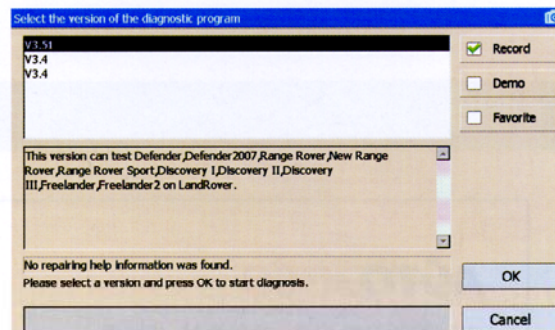 Select the version of the diagnostic program
V3.51
V3.4
V3.4
Record
Demo
Favorite
This version can test Defender,Defender2007,Range Rover,New Range
Rover,Range Rover Sport,Discovery I,Discovery II,Discovery
III,Freelander,Freelander2 on LandRover.
No repairing help information was found.
Please select a version and press OK to start diagnosis.
OK
Cancel